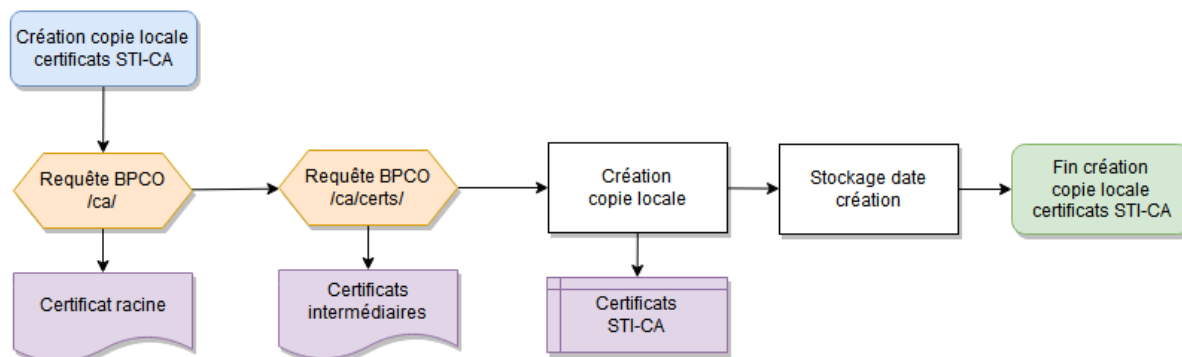 Création copie locale
certificats STI-CA
Requête BPCO
/ca/
Requête BPCO
/ca/certs/
Création
copie locale
Stockage date
création
Fin création
copie locale
certificats STI-CA
Certificat racine
Certificats
intermédiaires
Certificats
STI-CA